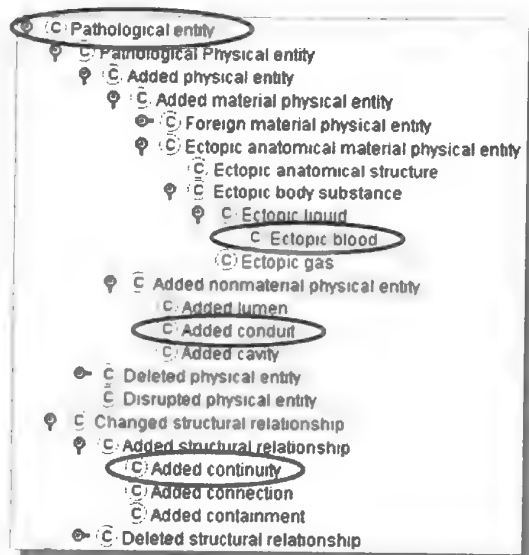 C Pathological entity
C Pathological Physical entity
C Added physical entity
C Added material physical entity
C Foreign material physical entity
C Ectopic anatomical material physical entity
C Ectopic anatomical structure
C Ectopic body substance
C Ectopic liquid
C Ectopic blood
C Ectopic gas
C Added nonmaterial physical entity
C Added lumen
C Added conduit
C Added cavity
C Deleted physical entity
C Disrupted physical entity
C Changed structural relationship
C Added structural relationship
C Added continuity
C Added connection
C Added containment
C Deleted structural relationship